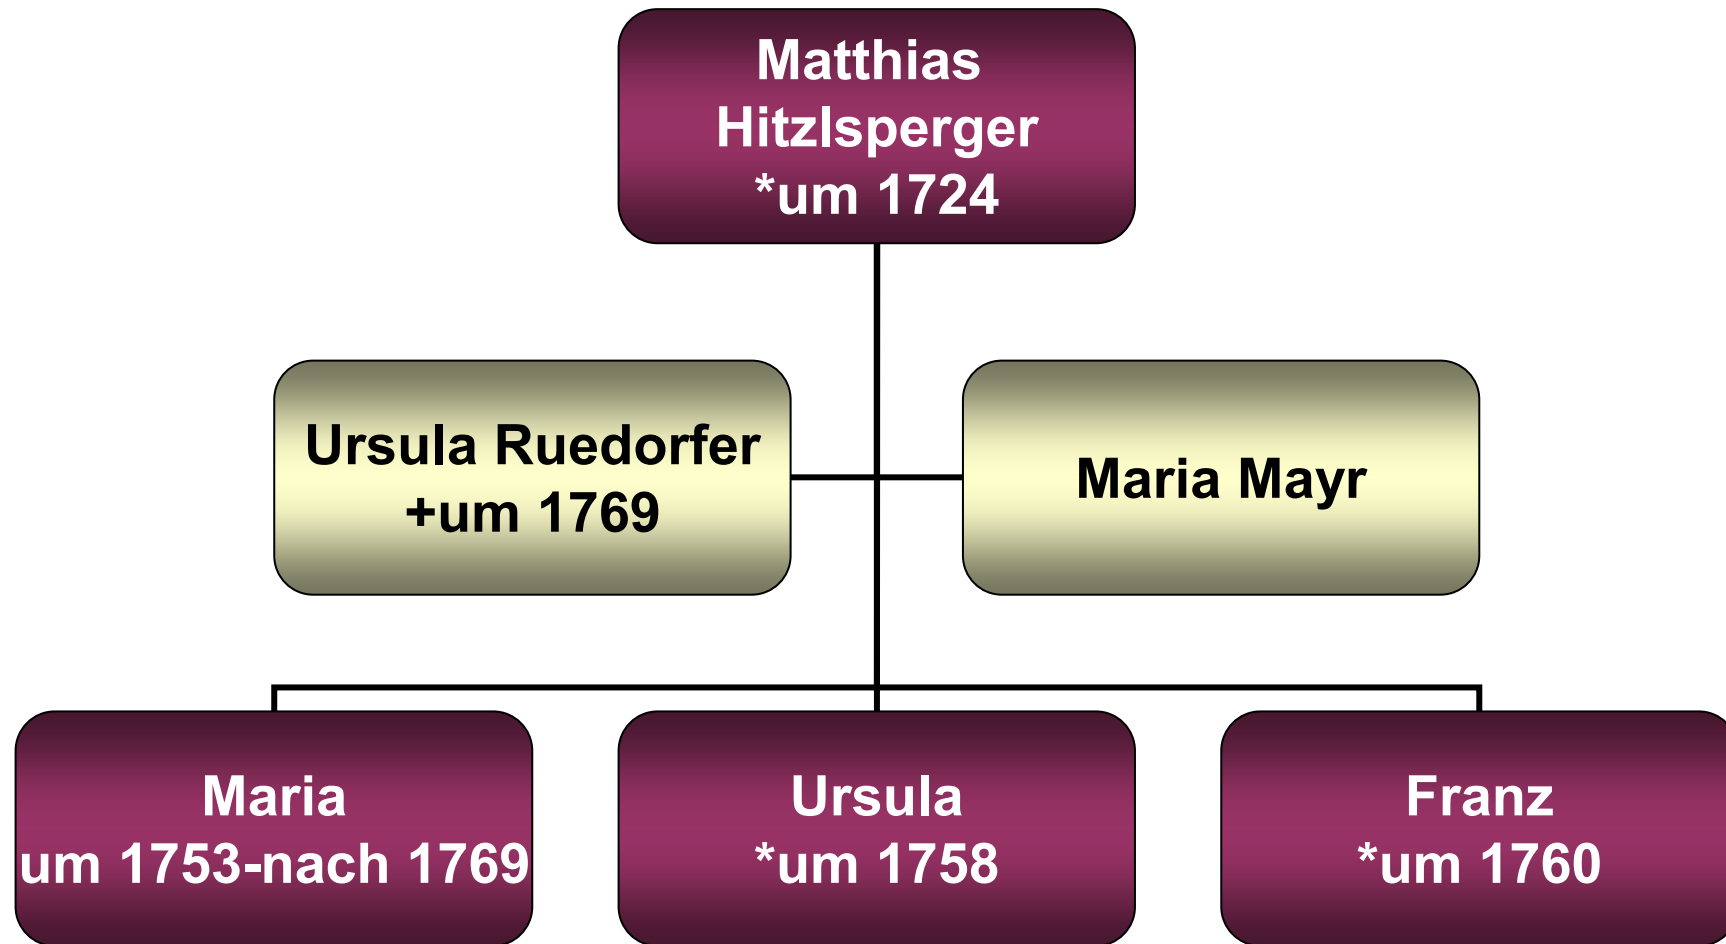 Matthias
Hitzlsperger
*um 1724
Ursula Ruedorfer
+um 1769
Maria Mayr
Maria
um 1753-nach 1769
Ursula
*um 1758
Franz
*um 1760